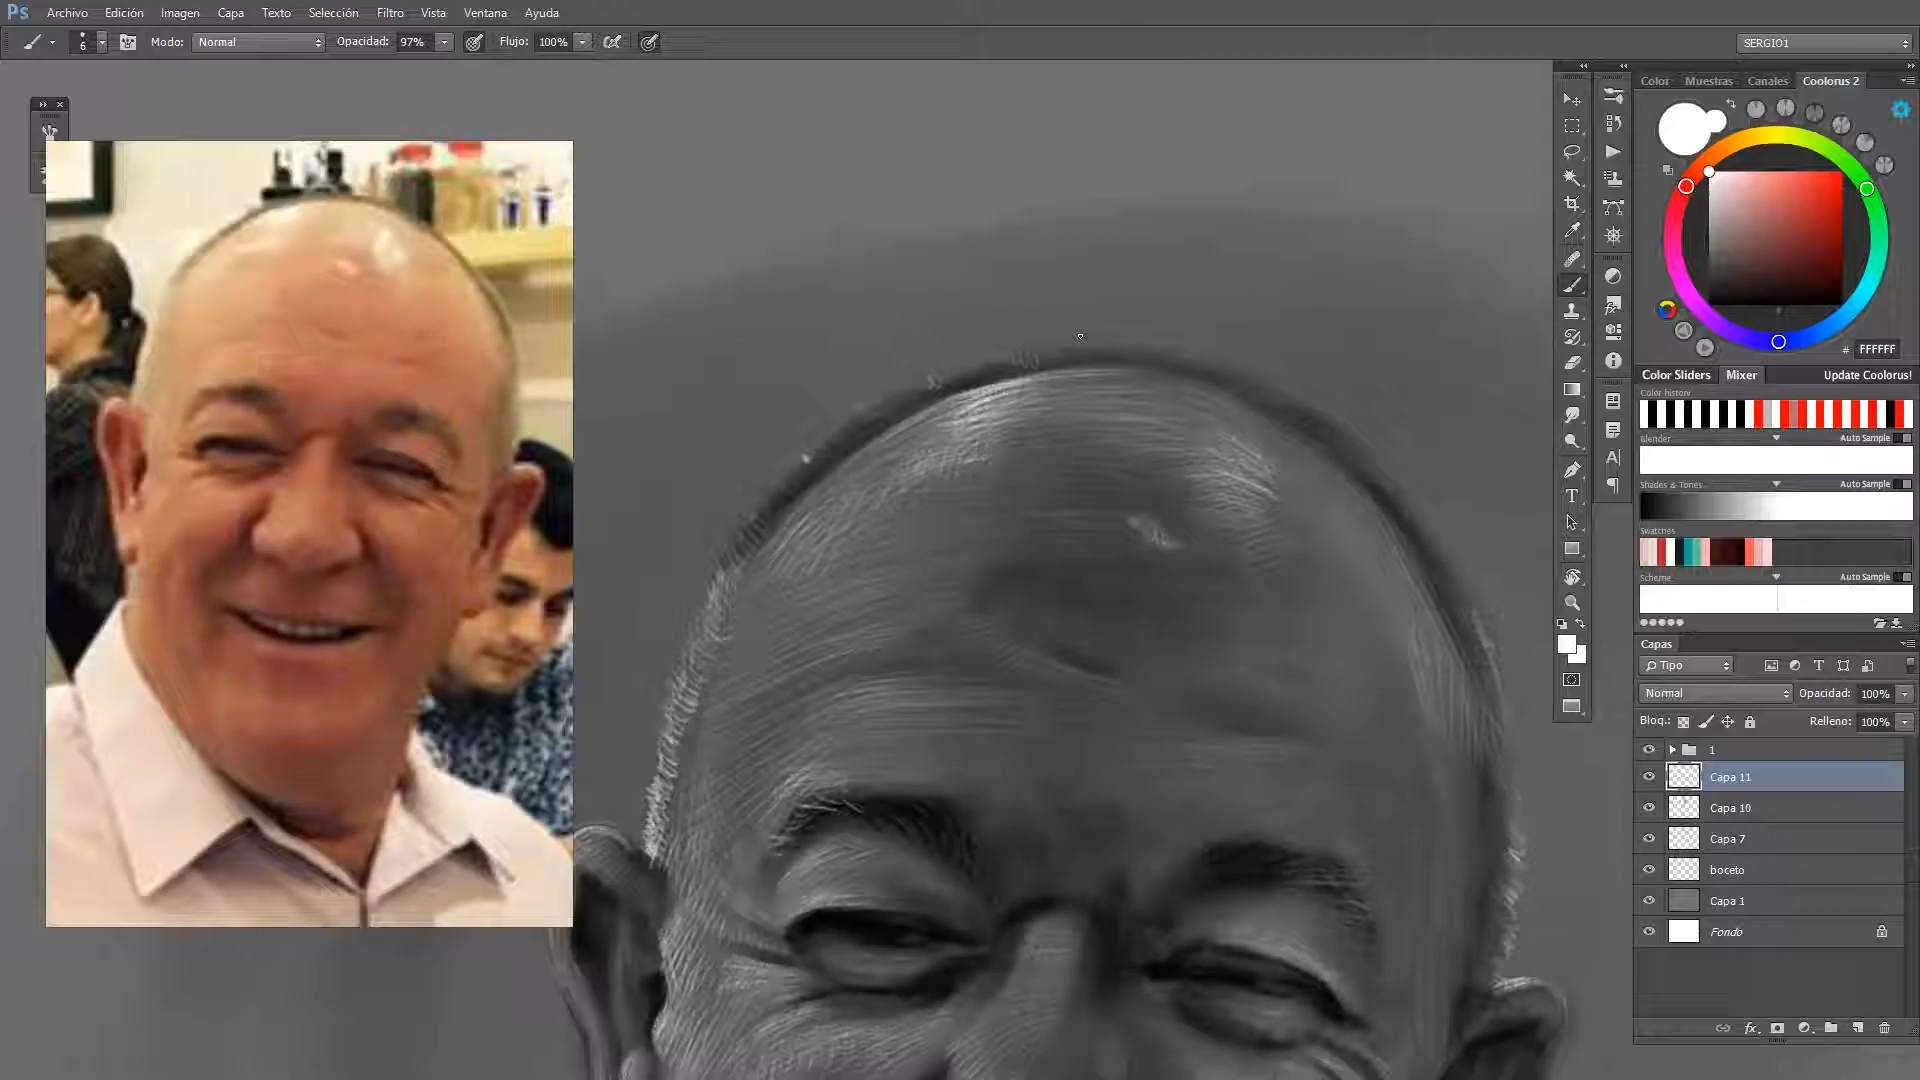 Ps Archivo Edición Imagen Capa Texto Selección Filtro Vista Ventana Ayuda
6 Modo: Normal Opacidad: 97% Flujo: 100% SERGIO1
Color Muestras Canales Coolorus 2
# FFFFFF
Color Sliders Mixer Update Coolorus!
Color history
Blender Auto Sample
Shades & Tones Auto Sample
Swatches
Scheme Auto Sample
T
A
Capas
Tipo T
Normal Opacidad: 100%
Bloq.: Relleno: 100%
1
Capa 11
Capa 10
Capa 7
boceto
Capa 1
Fondo
fx